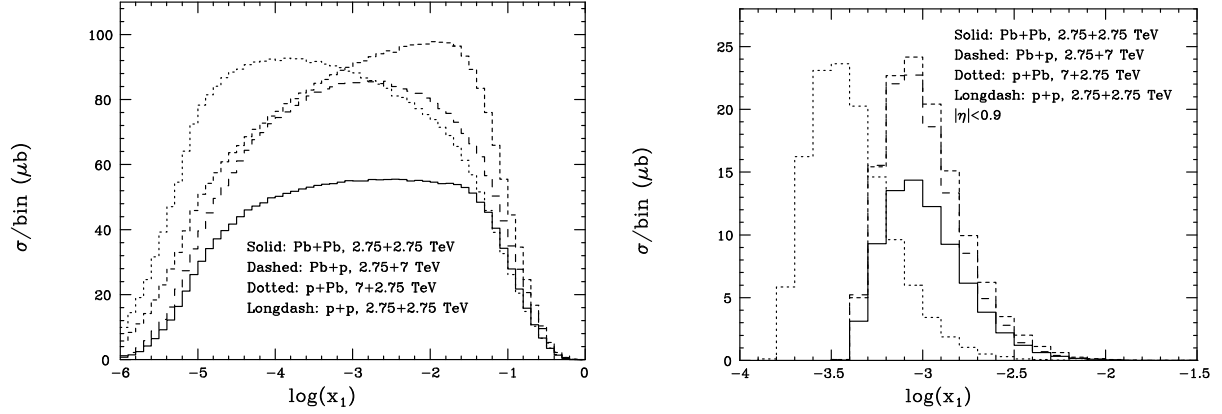 100
80
60
40
20
0
σ/bin (μb)
Solid: Pb+Pb, 2.75+2.75 TeV
Dashed: Pb+p, 2.75+7 TeV
Dotted: p+Pb, 7+2.75 TeV
Longdash: p+p, 2.75+2.75 TeV
−6 −5 −4 −3 −2 −1 0
log(x₁)
25
20
15
10
5
0
σ/bin (μb)
Solid: Pb+Pb, 2.75+2.75 TeV
Dashed: Pb+p, 2.75+7 TeV
Dotted: p+Pb, 7+2.75 TeV
Longdash: p+p, 2.75+2.75 TeV
|η|<0.9
−4 −3.5 −3 −2.5 −2 −1.5
log(x₁)